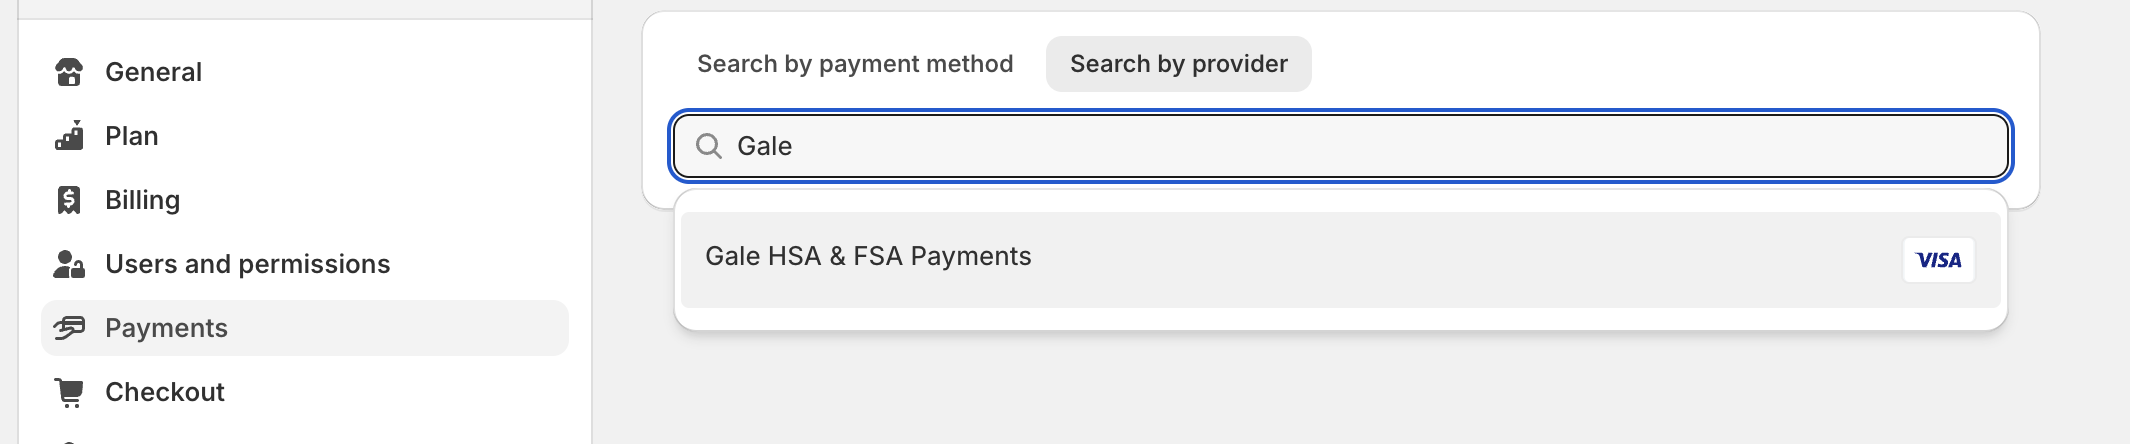 General
Plan
Billing
Users and permissions
Payments
Checkout
Search by payment method
Search by provider
Gale
Gale HSA & FSA Payments
VISA